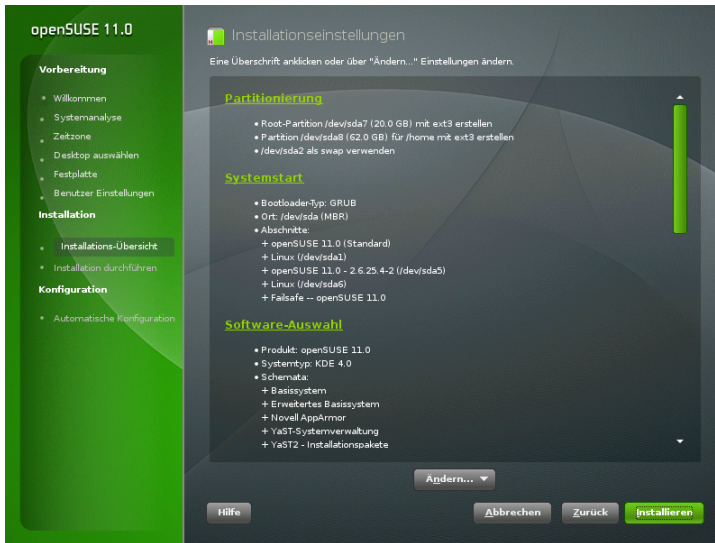 openSUSE 11.0
Vorbereitung
Willkommen
Systemanalyse
Zeitzone
Desktop auswählen
Festplatte
Benutzer Einstellungen
Installation
Installations-Übersicht
Installation durchführen
Konfiguration
Automatische Konfiguration
Installationseinstellungen
Eine Überschrift anklicken oder über "Ändern..." Einstellungen ändern.
Partitionierung
• Root-Partition /dev/sda7 (20.0 GB) mit ext3 erstellen
• Partition /dev/sda8 (62.0 GB) für /home mit ext3 erstellen
• /dev/sda2 als swap verwenden
Systemstart
• Bootloader-Typ: GRUB
• Ort: /dev/sda (MBR)
• Abschnitte:
+ openSUSE 11.0 (Standard)
+ Linux (/dev/sda1)
+ openSUSE 11.0 - 2.6.25.4-2 (/dev/sda5)
+ Linux (/dev/sda6)
+ Failsafe -- openSUSE 11.0
Software-Auswahl
• Produkt: openSUSE 11.0
• Systemtyp: KDE 4.0
• Schemata:
+ Basissystem
+ Erweitertes Basissystem
+ Novell AppArmor
+ YaST-Systemverwaltung
+ YaST2 - Installationspakete
Ändern...
Hilfe
Abbrechen
Zurück
Installieren